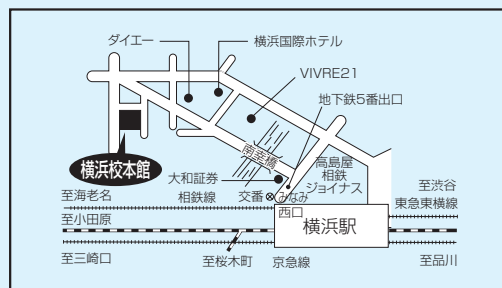 ダイエー
横浜国際ホテル
VIVRE21
地下鉄5番出口
南幸橋
横浜校本館
高島屋
相鉄
ジョイナス
大和証券
相鉄線
交番
みなみ
西口
至海老名
至渋谷
東急東横線
至小田原
横浜駅
至三崎口
至桜木町
京急線
至品川